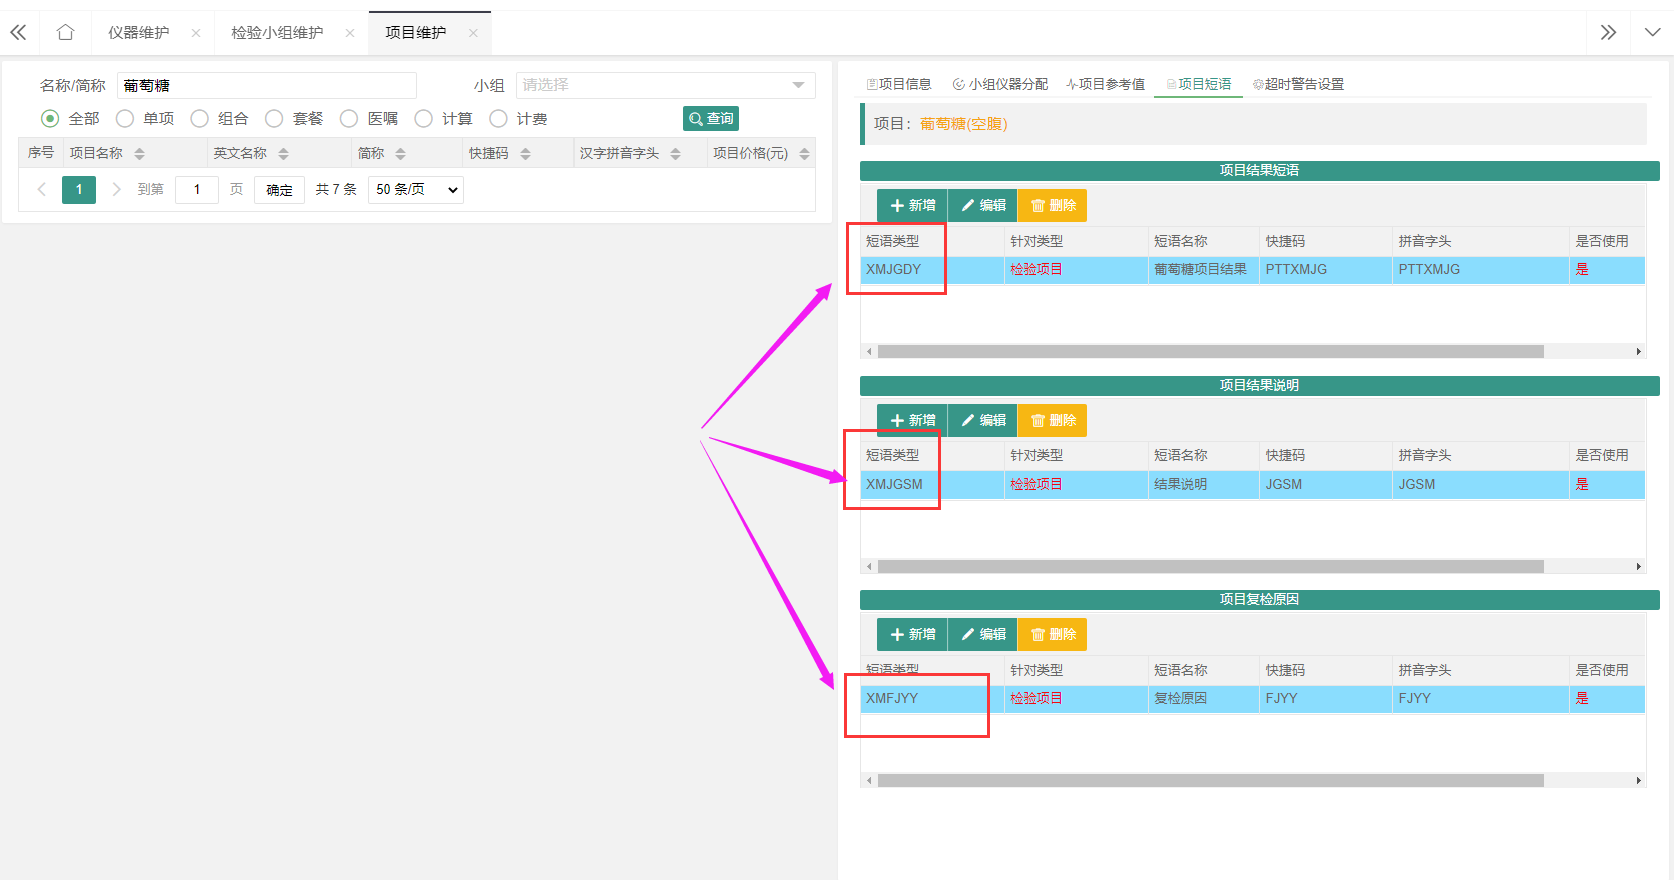 仪器维护
检验小组维护
项目维护
名称/简称 葡萄糖 小组 请选择
全部 单项 组合 套餐 医嘱 计算 计费 查询
序号 项目名称 英文名称 简称 快捷码 汉字拼音字头 项目价格(元)
1 到第 1 页 确定 共 7 条 50 条/页
项目信息 小组仪器分配 项目参考值 项目短语 超时警告设置
项目：葡萄糖(空腹)
项目结果短语
新增 编辑 删除
短语类型 针对类型 短语名称 快捷码 拼音字头 是否使用
XMJGDY 检验项目 葡萄糖项目结果 PTTXMJG PTTXMJG 是
项目结果说明
新增 编辑 删除
短语类型 针对类型 短语名称 快捷码 拼音字头 是否使用
XMJGSM 检验项目 结果说明 JGSM JGSM 是
项目复检原因
新增 编辑 删除
短语类型 针对类型 短语名称 快捷码 拼音字头 是否使用
XMFJYY 检验项目 复检原因 FJYY FJYY 是